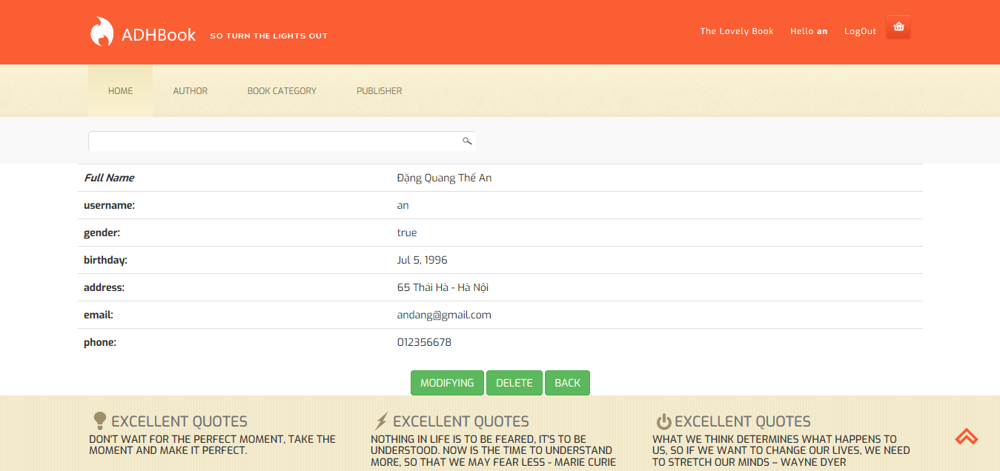 ADHBook SO TURN THE LIGHTS OUT The Lovely Book Hello an LogOut
HOME AUTHOR BOOK CATEGORY PUBLISHER
Full Name Đặng Quang Thế An
username: an
gender: true
birthday: Jul 5, 1996
address: 65 Thái Hà - Hà Nội
email: andang@gmail.com
phone: 012356678
MODIFYING DELETE BACK
EXCELLENT QUOTES
DON'T WAIT FOR THE PERFECT MOMENT, TAKE THE
MOMENT AND MAKE IT PERFECT.
EXCELLENT QUOTES
NOTHING IN LIFE IS TO BE FEARED, IT'S TO BE
UNDERSTOOD. NOW IS THE TIME TO UNDERSTAND
MORE, SO THAT WE MAY FEAR LESS - MARIE CURIE
EXCELLENT QUOTES
WHAT WE THINK DETERMINES WHAT HAPPENS TO
US, SO IF WE WANT TO CHANGE OUR LIVES, WE NEED
TO STRETCH OUR MINDS – WAYNE DYER